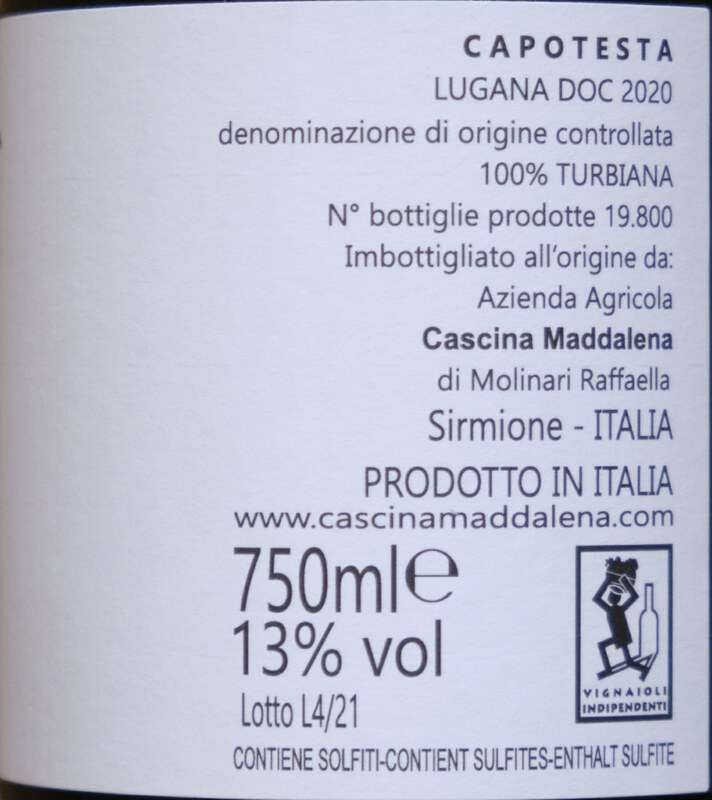 CAPOTESTA
LUGANA DOC 2020
denominazione di origine controllata
100% TURBIANA
N° bottiglie prodotte 19.800
Imbottigliato all'origine da:
Azienda Agricola
Cascina Maddalena
di Molinari Raffaella
Sirmione - ITALIA
PRODOTTO IN ITALIA
www.cascinamaddalena.com
750ml℮
13% vol
Lotto L4/21
VIGNAIOLI
INDIPENDENTI
CONTIENE SOLFITI-CONTIENT SULFITES-ENTHALT SULFITE